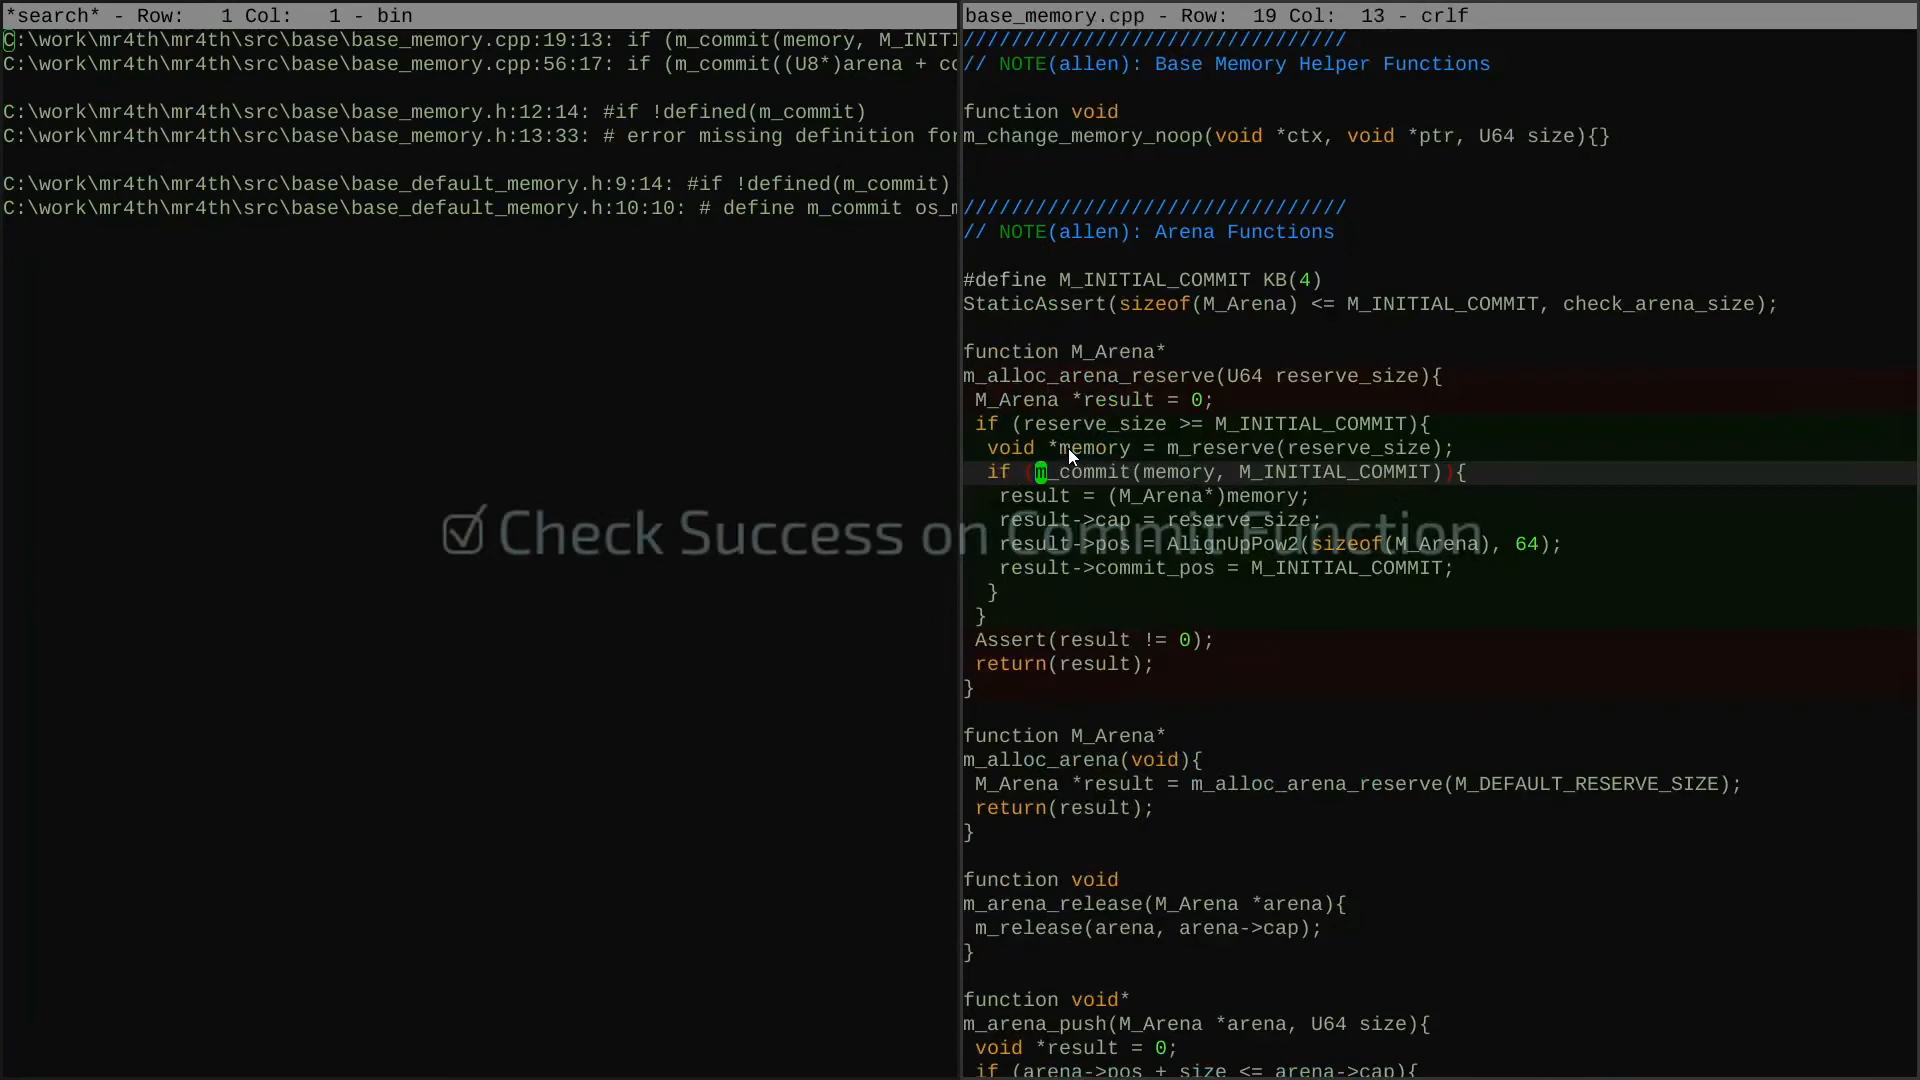 *search* - Row:   1 Col:   1 - bin
C:\work\mr4th\mr4th\src\base\base_memory.cpp:19:13: if (m_commit(memory, M_INITI
C:\work\mr4th\mr4th\src\base\base_memory.cpp:56:17: if (m_commit((U8*)arena + co
C:\work\mr4th\mr4th\src\base\base_memory.h:12:14: #if !defined(m_commit)
C:\work\mr4th\mr4th\src\base\base_memory.h:13:33: # error missing definition for
C:\work\mr4th\mr4th\src\base\base_default_memory.h:9:14: #if !defined(m_commit)
C:\work\mr4th\mr4th\src\base\base_default_memory.h:10:10: # define m_commit os_m
base_memory.cpp - Row:  19 Col:  13 - crlf
////////////////////////////////
// NOTE(allen): Base Memory Helper Functions
function void
m_change_memory_noop(void *ctx, void *ptr, U64 size){}
////////////////////////////////
// NOTE(allen): Arena Functions
#define M_INITIAL_COMMIT KB(4)
StaticAssert(sizeof(M_Arena) <= M_INITIAL_COMMIT, check_arena_size);
function M_Arena*
m_alloc_arena_reserve(U64 reserve_size){
 M_Arena *result = 0;
 if (reserve_size >= M_INITIAL_COMMIT){
  void *memory = m_reserve(reserve_size);
  if (m_commit(memory, M_INITIAL_COMMIT)){
   result = (M_Arena*)memory;
   result->cap = reserve_size;
   result->pos = AlignUpPow2(sizeof(M_Arena), 64);
   result->commit_pos = M_INITIAL_COMMIT;
  }
 }
 Assert(result != 0);
 return(result);
}
function M_Arena*
m_alloc_arena(void){
 M_Arena *result = m_alloc_arena_reserve(M_DEFAULT_RESERVE_SIZE);
 return(result);
}
function void
m_arena_release(M_Arena *arena){
 m_release(arena, arena->cap);
}
function void*
m_arena_push(M_Arena *arena, U64 size){
 void *result = 0;
 if (arena->pos + size <= arena->cap){
Check Success on Commit Function